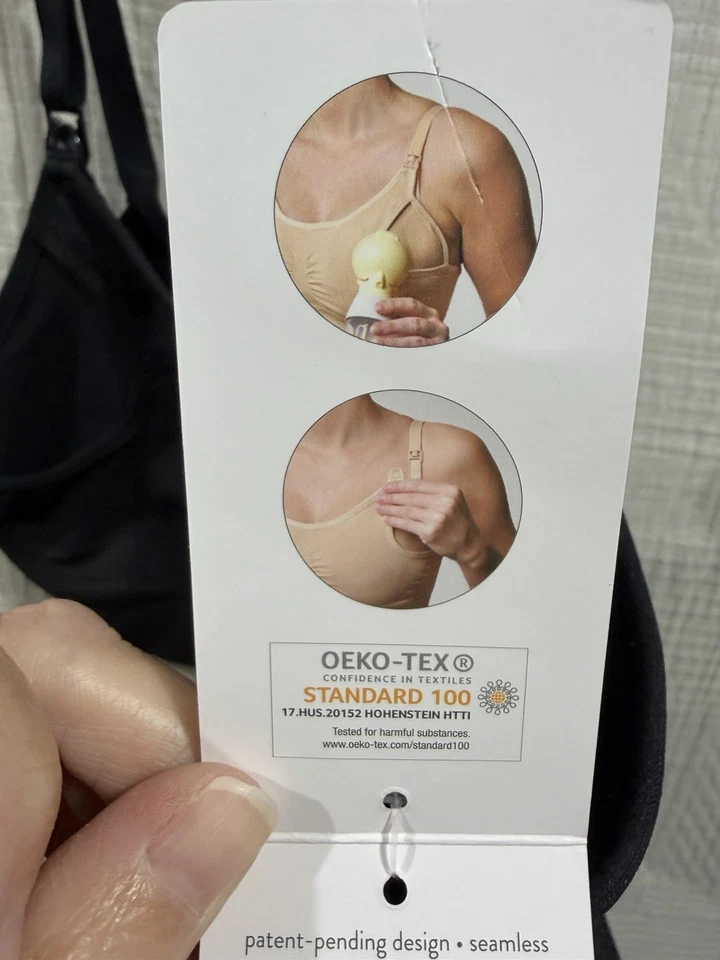 OEKO-TEX®
CONFIDENCE IN TEXTILES
STANDARD 100
17.HUS.20152 HOHENSTEIN HTTI
Tested for harmful substances.
www.oeko-tex.com/standard100
patent-pending design • seamless